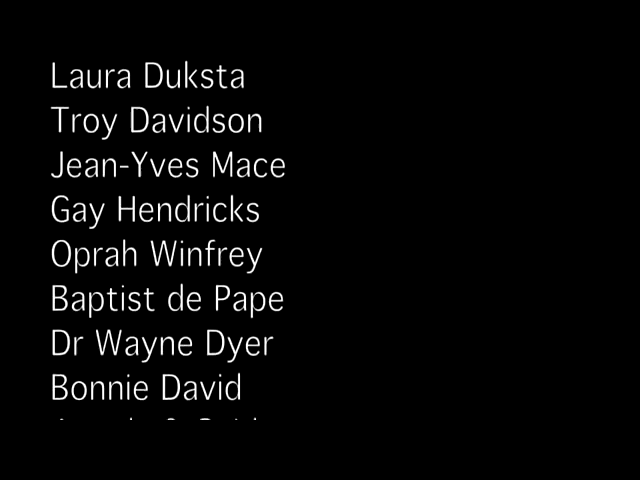 Laura Duksta
Troy Davidson
Jean-Yves Mace
Gay Hendricks
Oprah Winfrey
Baptist de Pape
Dr Wayne Dyer
Bonnie David